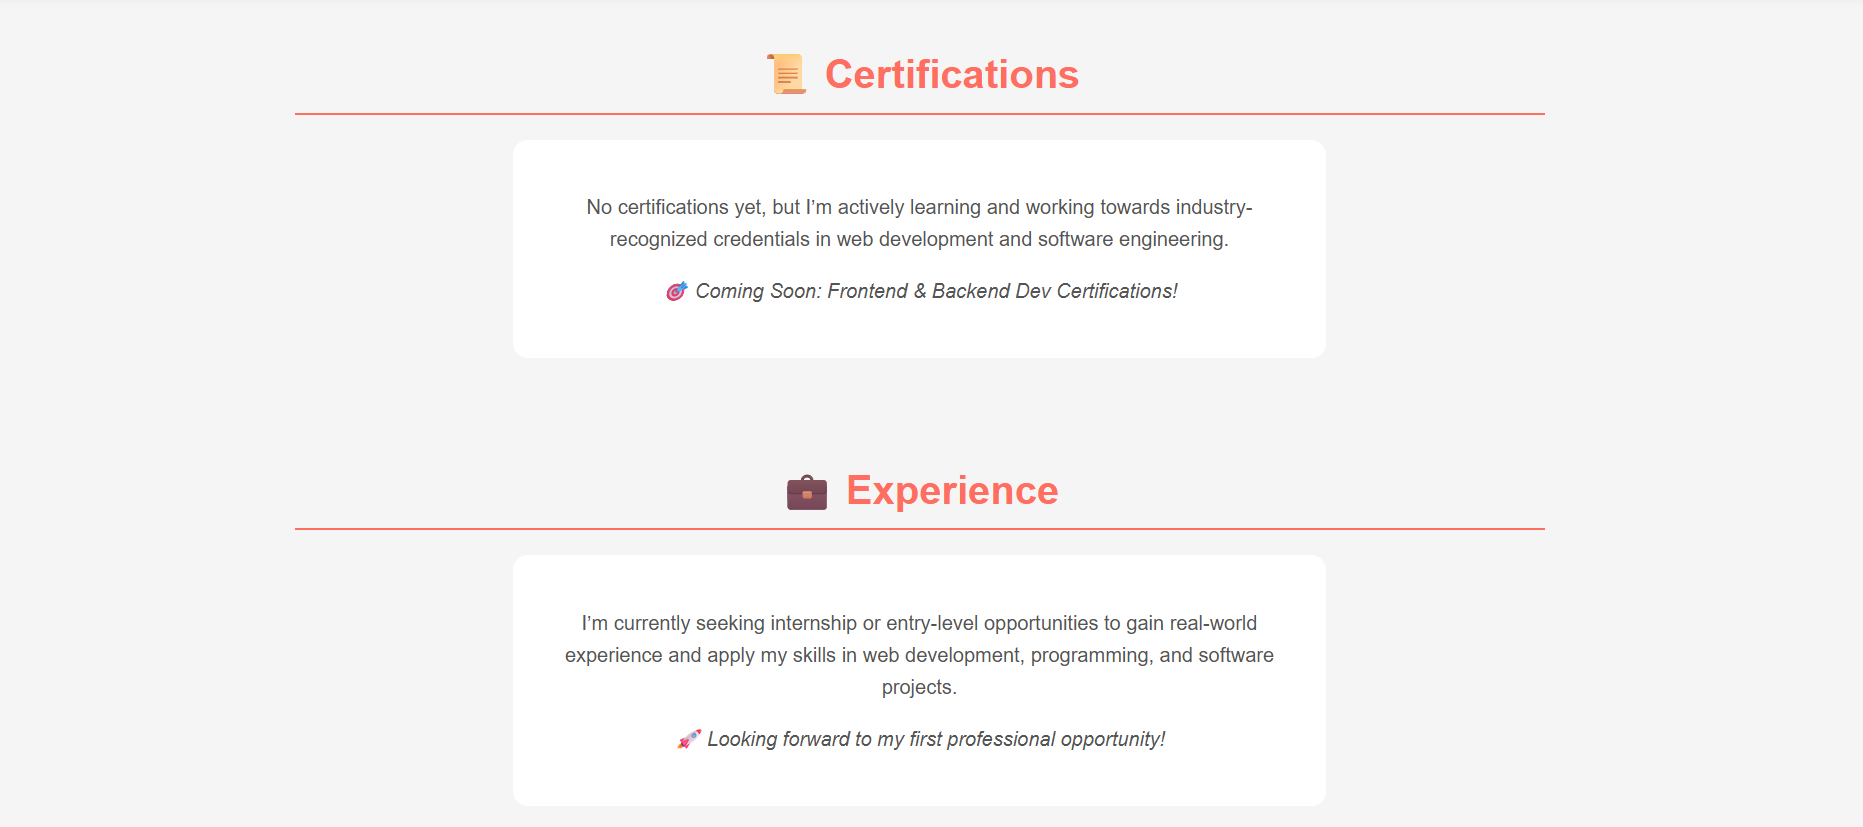 📜 Certifications
No certifications yet, but I’m actively learning and working towards industry-
recognized credentials in web development and software engineering.
🎯 Coming Soon: Frontend & Backend Dev Certifications!
💼 Experience
I’m currently seeking internship or entry-level opportunities to gain real-world
experience and apply my skills in web development, programming, and software
projects.
🚀 Looking forward to my first professional opportunity!